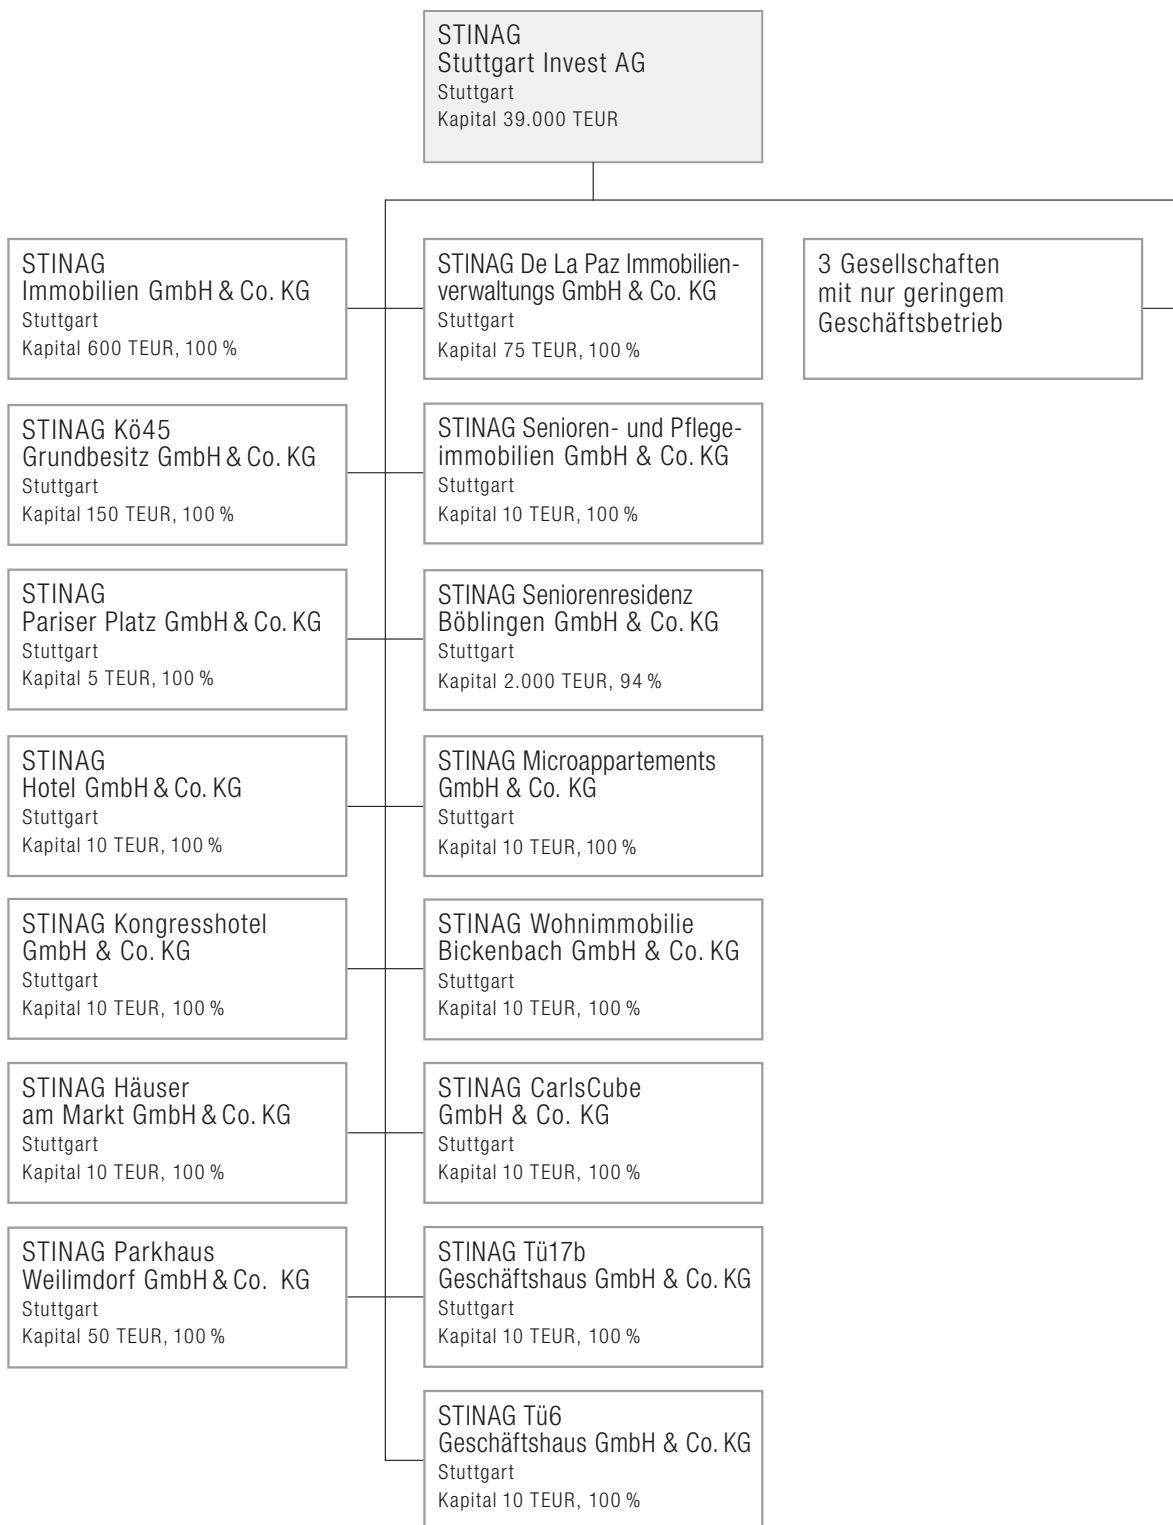 STINAG
Stuttgart Invest AG
Stuttgart
Kapital 39.000 TEUR
STINAG
Immobilien GmbH & Co. KG
Stuttgart
Kapital 600 TEUR, 100 %
STINAG De La Paz Immobilien-
verwaltungs GmbH & Co. KG
Stuttgart
Kapital 75 TEUR, 100 %
3 Gesellschaften
mit nur geringem
Geschäftsbetrieb
STINAG Kö45
Grundbesitz GmbH & Co. KG
Stuttgart
Kapital 150 TEUR, 100 %
STINAG Senioren- und Pflege-
immobilien GmbH & Co. KG
Stuttgart
Kapital 10 TEUR, 100 %
STINAG
Pariser Platz GmbH & Co. KG
Stuttgart
Kapital 5 TEUR, 100 %
STINAG Seniorenresidenz
Böblingen GmbH & Co. KG
Stuttgart
Kapital 2.000 TEUR, 94 %
STINAG
Hotel GmbH & Co. KG
Stuttgart
Kapital 10 TEUR, 100 %
STINAG Microappartements
GmbH & Co. KG
Stuttgart
Kapital 10 TEUR, 100 %
STINAG Kongresshotel
GmbH & Co. KG
Stuttgart
Kapital 10 TEUR, 100 %
STINAG Wohnimmobilie
Bickenbach GmbH & Co. KG
Stuttgart
Kapital 10 TEUR, 100 %
STINAG Häuser
am Markt GmbH & Co. KG
Stuttgart
Kapital 10 TEUR, 100 %
STINAG CarlsCube
GmbH & Co. KG
Stuttgart
Kapital 10 TEUR, 100 %
STINAG Parkhaus
Weilimdorf GmbH & Co. KG
Stuttgart
Kapital 50 TEUR, 100 %
STINAG Tü17b
Geschäftshaus GmbH & Co. KG
Stuttgart
Kapital 10 TEUR, 100 %
STINAG Tü6
Geschäftshaus GmbH & Co. KG
Stuttgart
Kapital 10 TEUR, 100 %